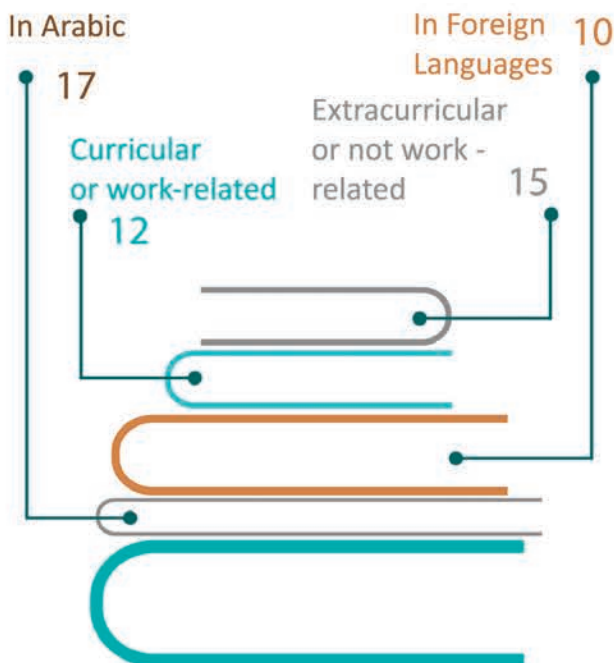 In Arabic
17
In Foreign
Languages
10
Curricular
or work-related
12
Extracurricular
or not work -
related
15